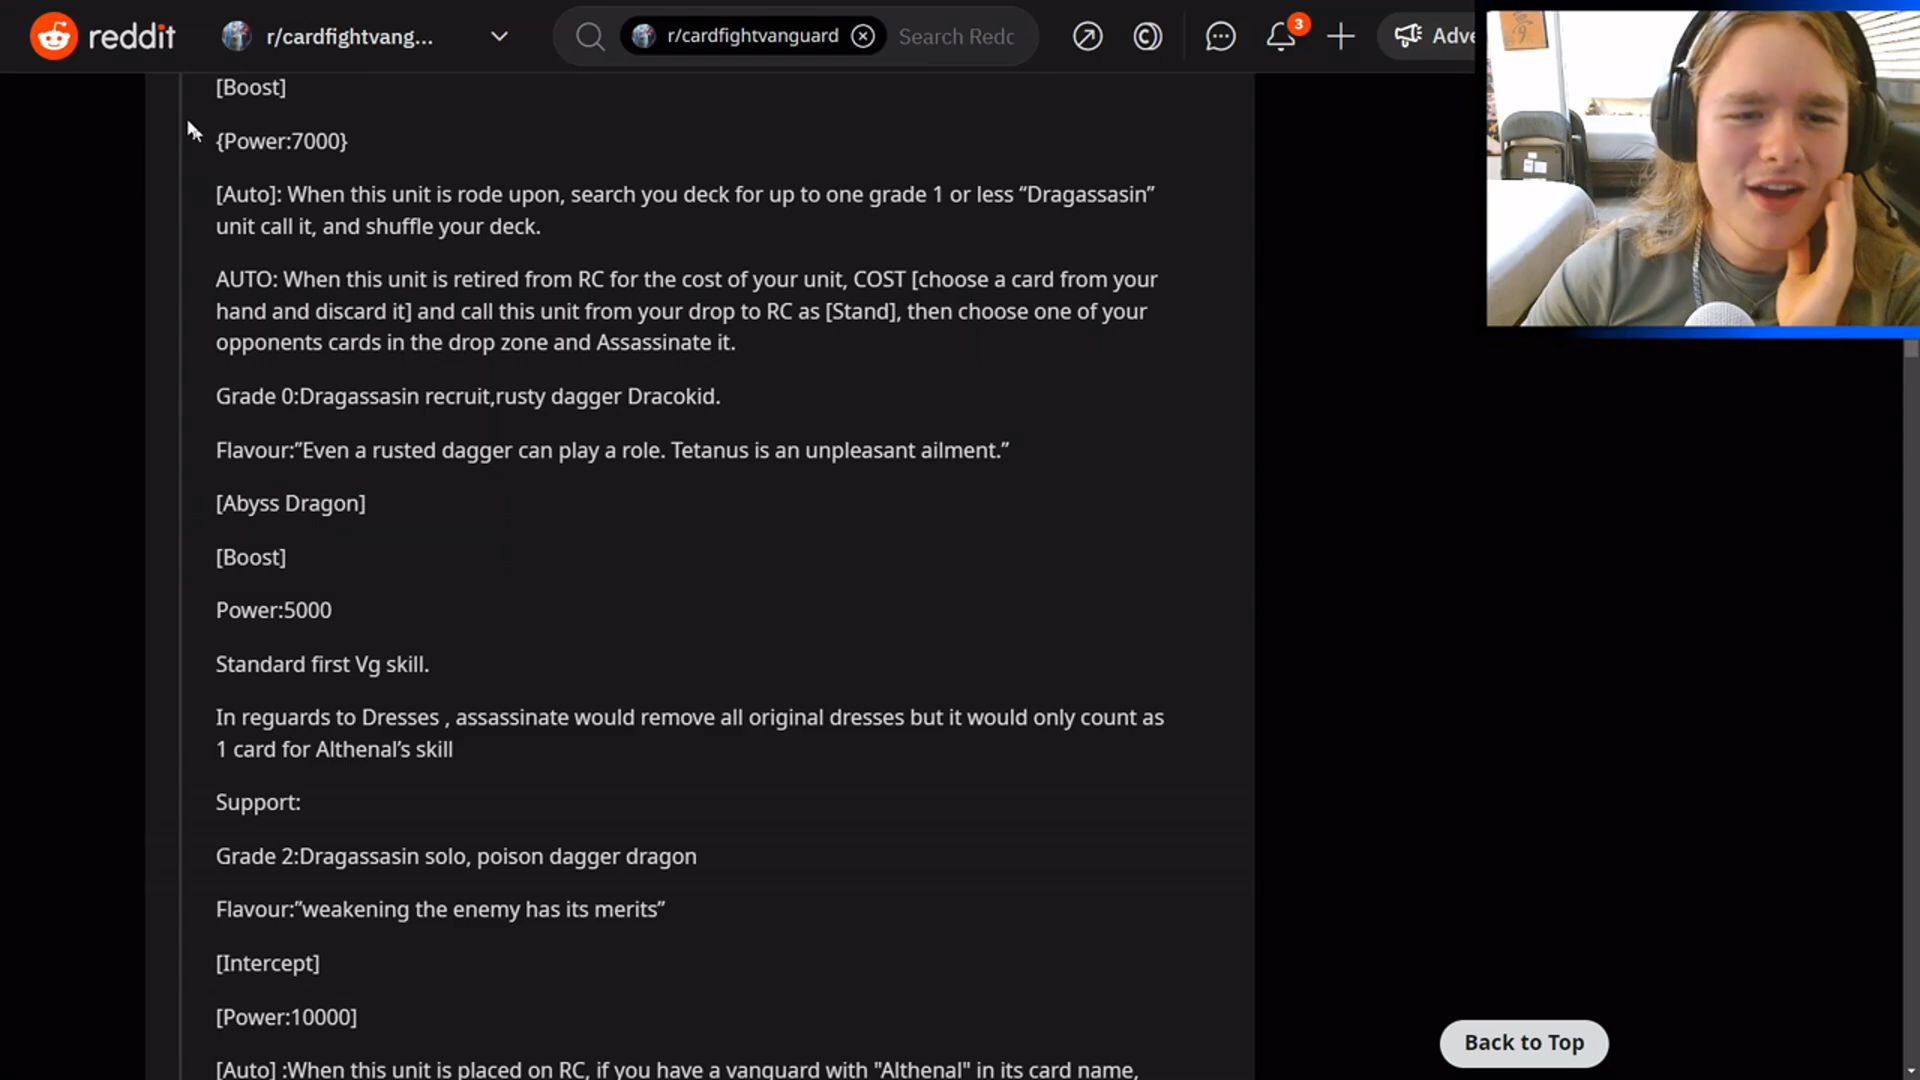 reddit r/cardfightvang... r/cardfightvanguard Search Redc 3 Adve
[Boost]
{Power:7000}
[Auto]: When this unit is rode upon, search you deck for up to one grade 1 or less “Dragassasin”
unit call it, and shuffle your deck.
AUTO: When this unit is retired from RC for the cost of your unit, COST [choose a card from your
hand and discard it] and call this unit from your drop to RC as [Stand], then choose one of your
opponents cards in the drop zone and Assassinate it.
Grade 0:Dragassasin recruit,rusty dagger Dracokid.
Flavour:”Even a rusted dagger can play a role. Tetanus is an unpleasant ailment.”
[Abyss Dragon]
[Boost]
Power:5000
Standard first Vg skill.
In reguards to Dresses , assassinate would remove all original dresses but it would only count as
1 card for Althenal’s skill
Support:
Grade 2:Dragassasin solo, poison dagger dragon
Flavour:”weakening the enemy has its merits”
[Intercept]
[Power:10000]
Back to Top
[Auto] :When this unit is placed on RC, if you have a vanguard with "Althenal" in its card name,